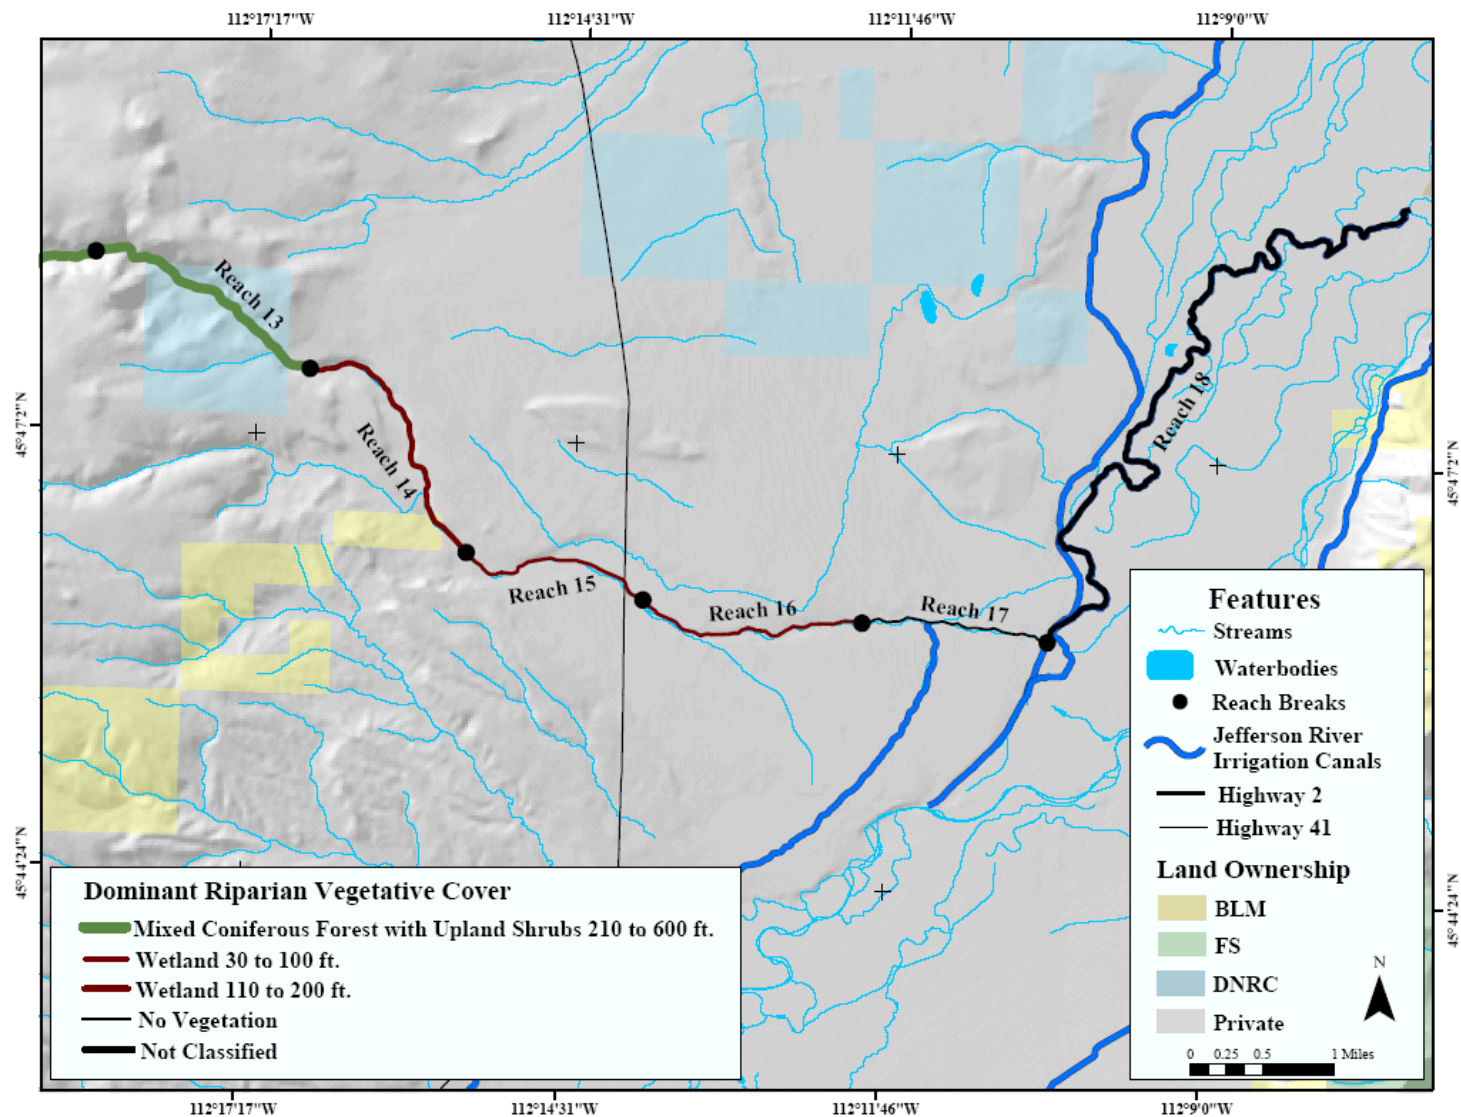 112°17'17"W 112°14'31"W 112°11'46"W 112°9'0"W
45°47'2"N
45°44'24"N
45°47'2"N
45°44'24"N
Reach 13
Reach 14
Reach 15
Reach 16
Reach 17
Reach 18
Features
Streams
Waterbodies
Reach Breaks
Jefferson River
Irrigation Canals
Highway 2
Highway 41
Land Ownership
BLM
FS
DNRC
Private
N
0 0.25 0.5 1 Miles
Dominant Riparian Vegetative Cover
Mixed Coniferous Forest with Upland Shrubs 210 to 600 ft.
Wetland 30 to 100 ft.
Wetland 110 to 200 ft.
No Vegetation
Not Classified
112°17'17"W 112°14'31"W 112°11'46"W 112°9'0"W